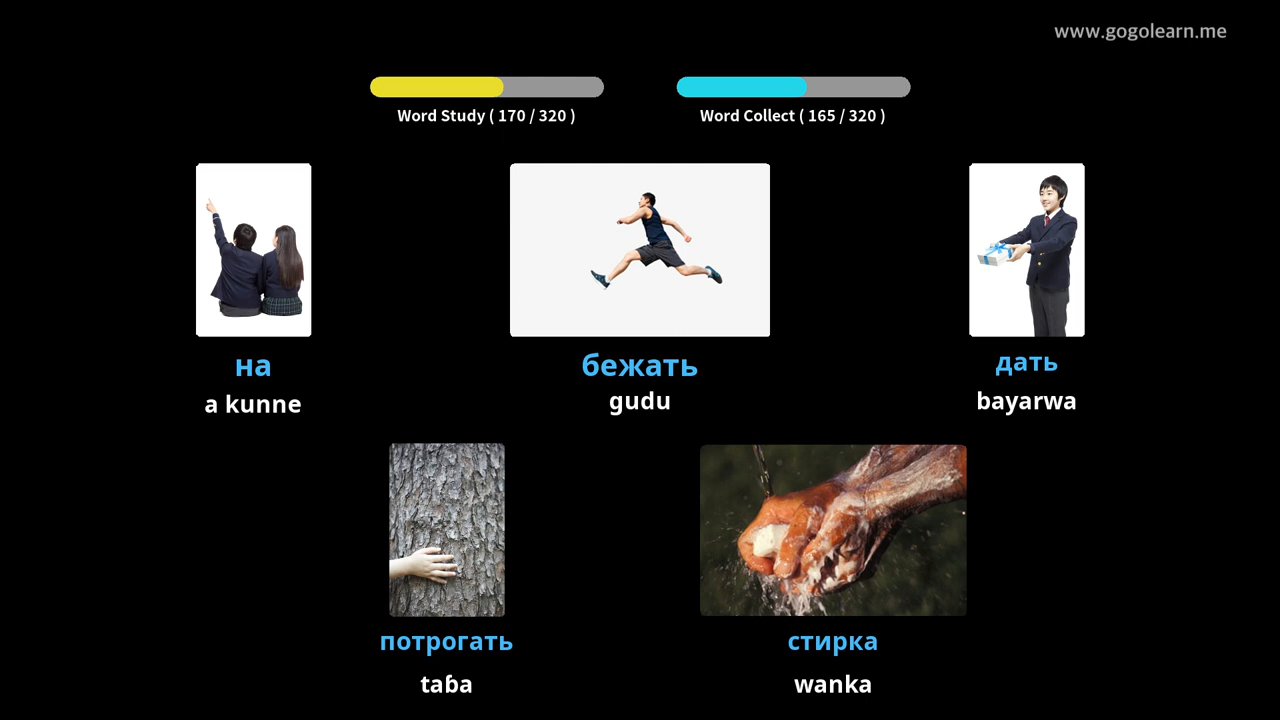 www.gogolearn.me
Word Study ( 170 / 320 )
Word Collect ( 165 / 320 )
на
a kunne
бежать
gudu
дать
bayarwa
потрогать
taɓa
стирка
wanka